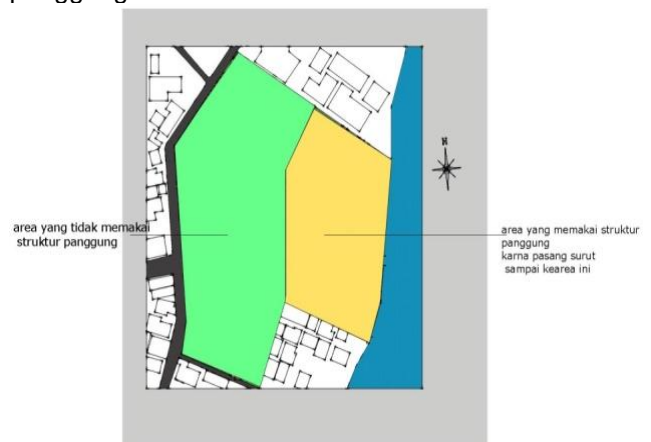 area yang tidak memakai
struktur panggung
N
area yang memakai struktur
panggung
karna pasang surut
sampai kearea ini